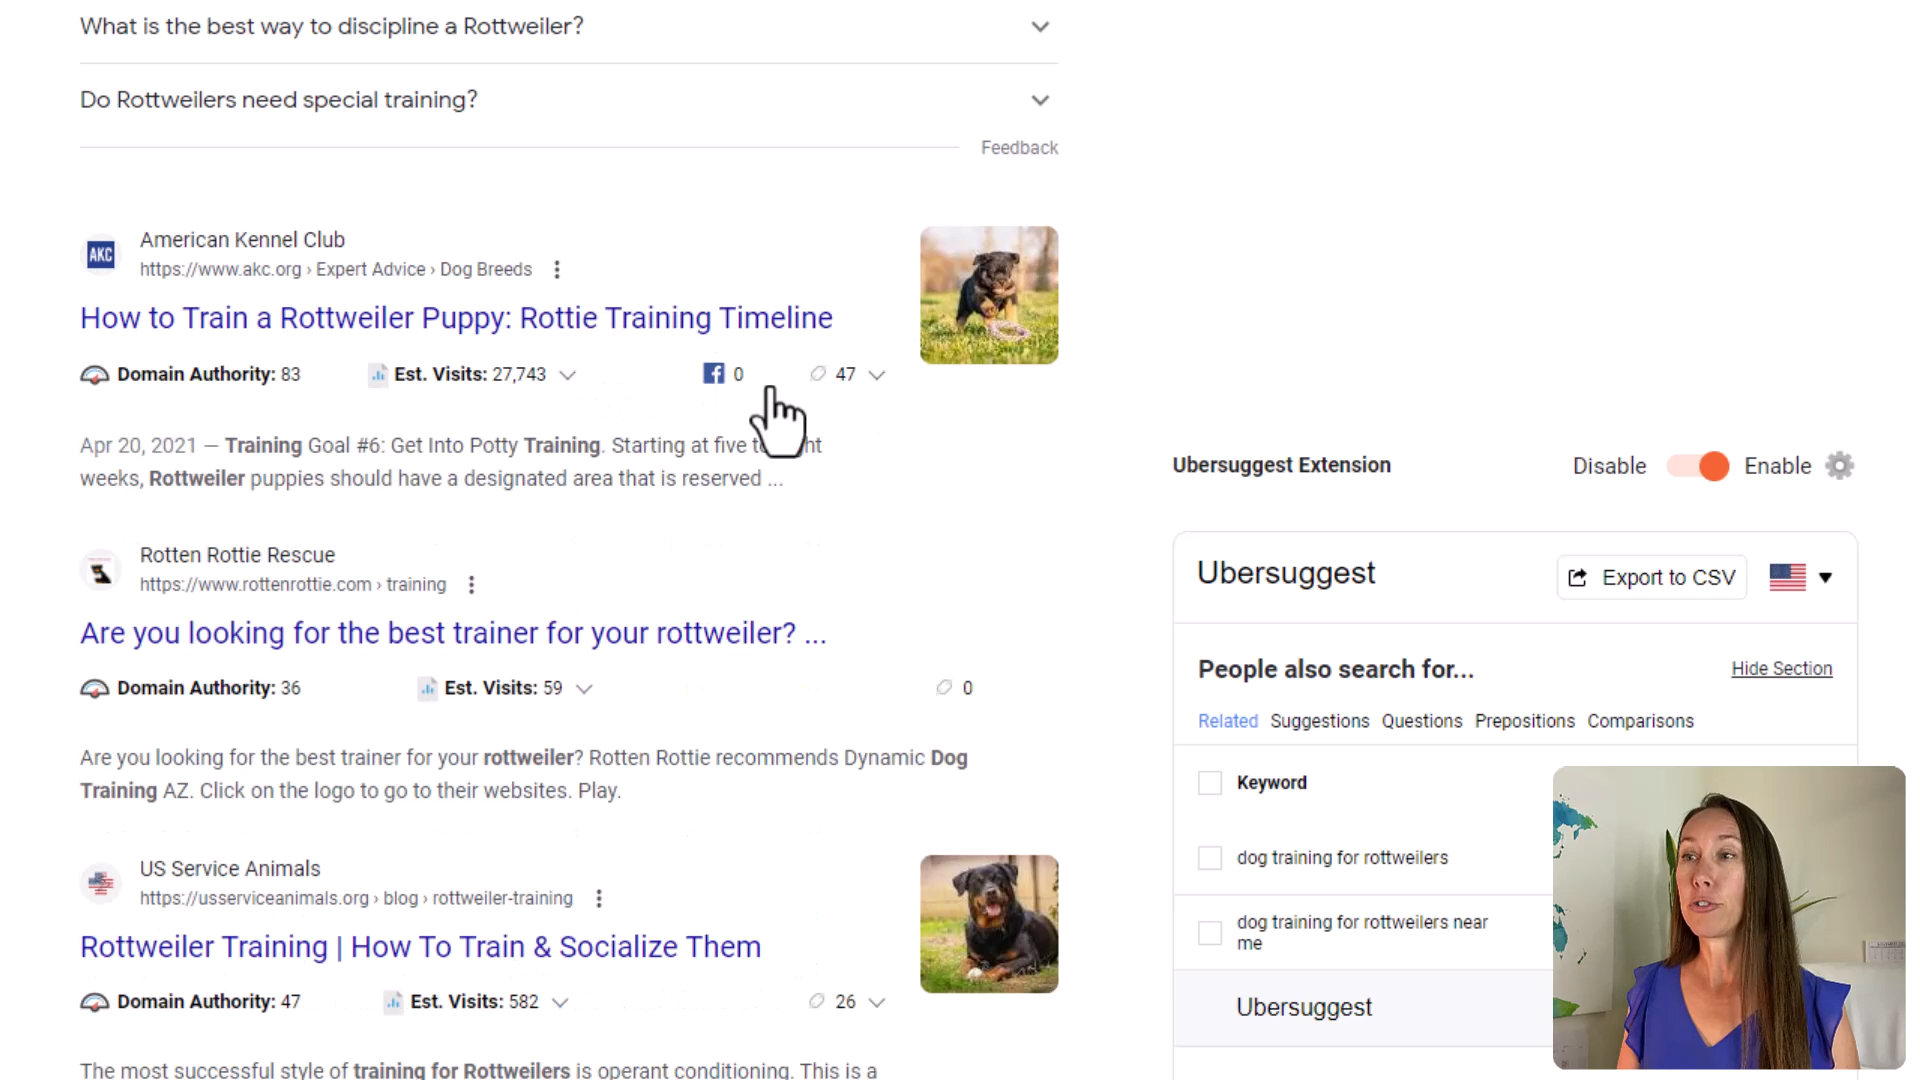 What is the best way to discipline a Rottweiler?
Do Rottweilers need special training?
Feedback
American Kennel Club
AKC
https://www.akc.org › Expert Advice › Dog Breeds
How to Train a Rottweiler Puppy: Rottie Training Timeline
Domain Authority: 83
Est. Visits: 27,743
0
47
Apr 20, 2021 — Training Goal #6: Get Into Potty Training. Starting at five
weeks, Rottweiler puppies should have a designated area that is reserved ...
Rotten Rottie Rescue
https://www.rottenrottie.com › training
Are you looking for the best trainer for your rottweiler? ...
Domain Authority: 36
Est. Visits: 59
0
Are you looking for the best trainer for your rottweiler? Rotten Rottie recommends Dynamic Dog
Training AZ. Click on the logo to go to their websites. Play.
US Service Animals
https://usserviceanimals.org › blog › rottweiler-training
Rottweiler Training | How To Train & Socialize Them
Domain Authority: 47
Est. Visits: 582
26
The most successful style of training for Rottweilers is operant conditioning. This is a
Ubersuggest Extension
Disable
Enable
Ubersuggest
Export to CSV
People also search for...
Hide Section
Related Suggestions Questions Prepositions Comparisons
Keyword
dog training for rottweilers
dog training for rottweilers near
me
Ubersuggest